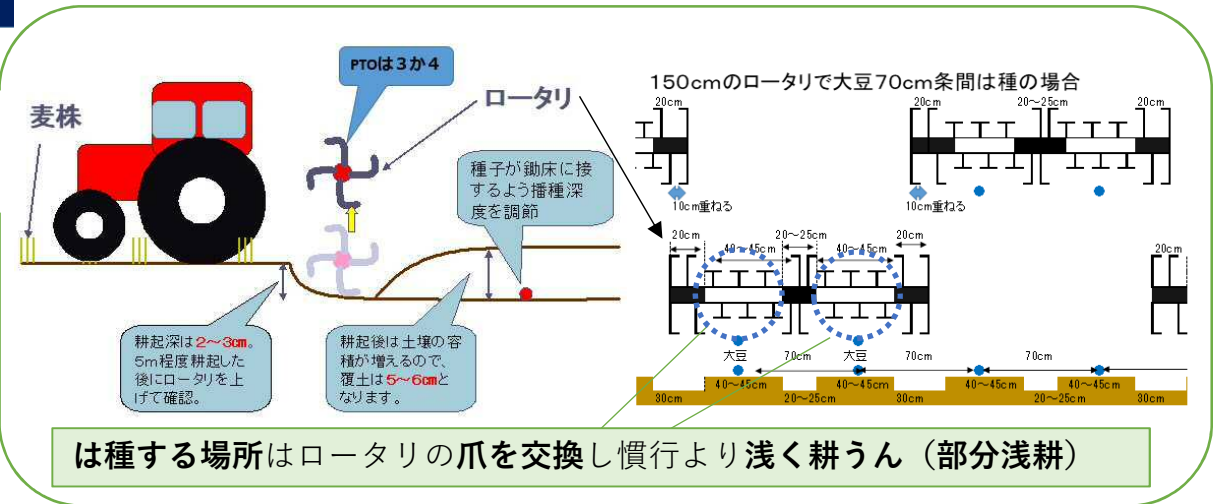 PTOは３か４
麦株
ロータリ
種子が鋤床に接
するよう播種深
度を調節
耕起深は2～3㎝。
5m程度耕起した
後にロータリを上
げて確認。
耕起後は土壌の容
積が増えるので、
覆土は5～6㎝と
なります。
150cmのロータリで大豆70cm条間は種の場合
20cm
20cm
20～25cm
20cm
10cm重ねる
10cm重ねる
20cm
40～45cm
20～25cm
40～45cm
20cm
20cm
大豆
70cm
大豆
70cm
70cm
40～45cm
40～45cm
40～45cm
40～45cm
30cm
20～25cm
30cm
20～25cm
30cm
は種する場所はロータリの爪を交換し慣行より浅く耕うん（部分浅耕）